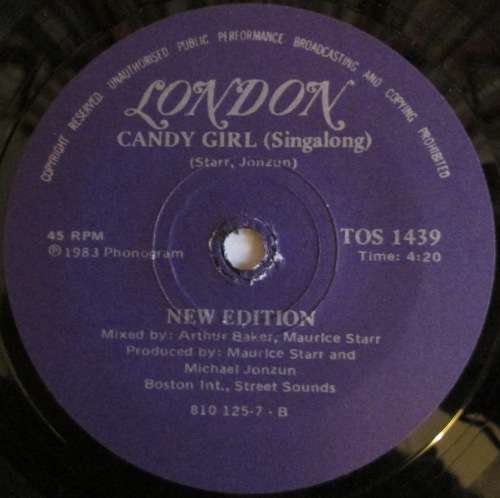 COPYRIGHT RESERVED UNAUTHORISED PUBLIC PERFORMANCE BROADCASTING AND COPYING PROHIBITED
LONDON
CANDY GIRL (Singalong)
(Starr, Jonzun)
45 RPM
℗1983 Phonogram
TOS 1439
Time: 4:20
NEW EDITION
Mixed by: Arthur Baker, Maurice Starr
Produced by: Maurice Starr and
Michael Jonzun
Boston Int., Street Sounds
810 125-7 - B